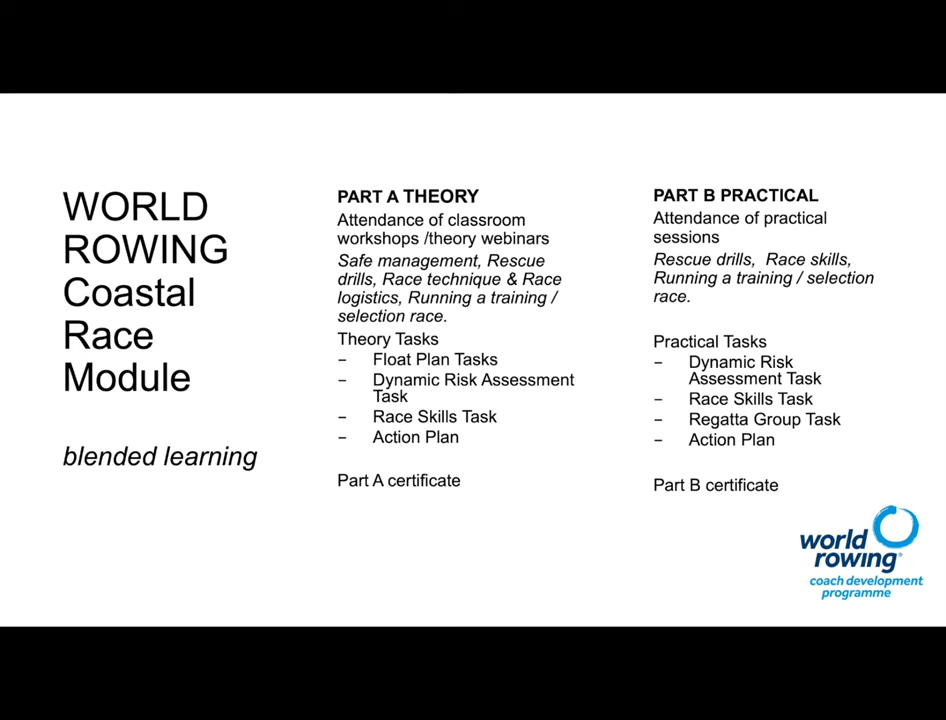 WORLD
ROWING
Coastal
Race
Module
blended learning
PART A THEORY
Attendance of classroom
workshops /theory webinars
Safe management, Rescue
drills, Race technique & Race
logistics, Running a training /
selection race.
Theory Tasks
– Float Plan Tasks
– Dynamic Risk Assessment
Task
– Race Skills Task
– Action Plan
Part A certificate
PART B PRACTICAL
Attendance of practical
sessions
Rescue drills, Race skills,
Running a training / selection
race.
Practical Tasks
– Dynamic Risk
Assessment Task
– Race Skills Task
– Regatta Group Task
– Action Plan
Part B certificate
world
rowing®
coach development
programme